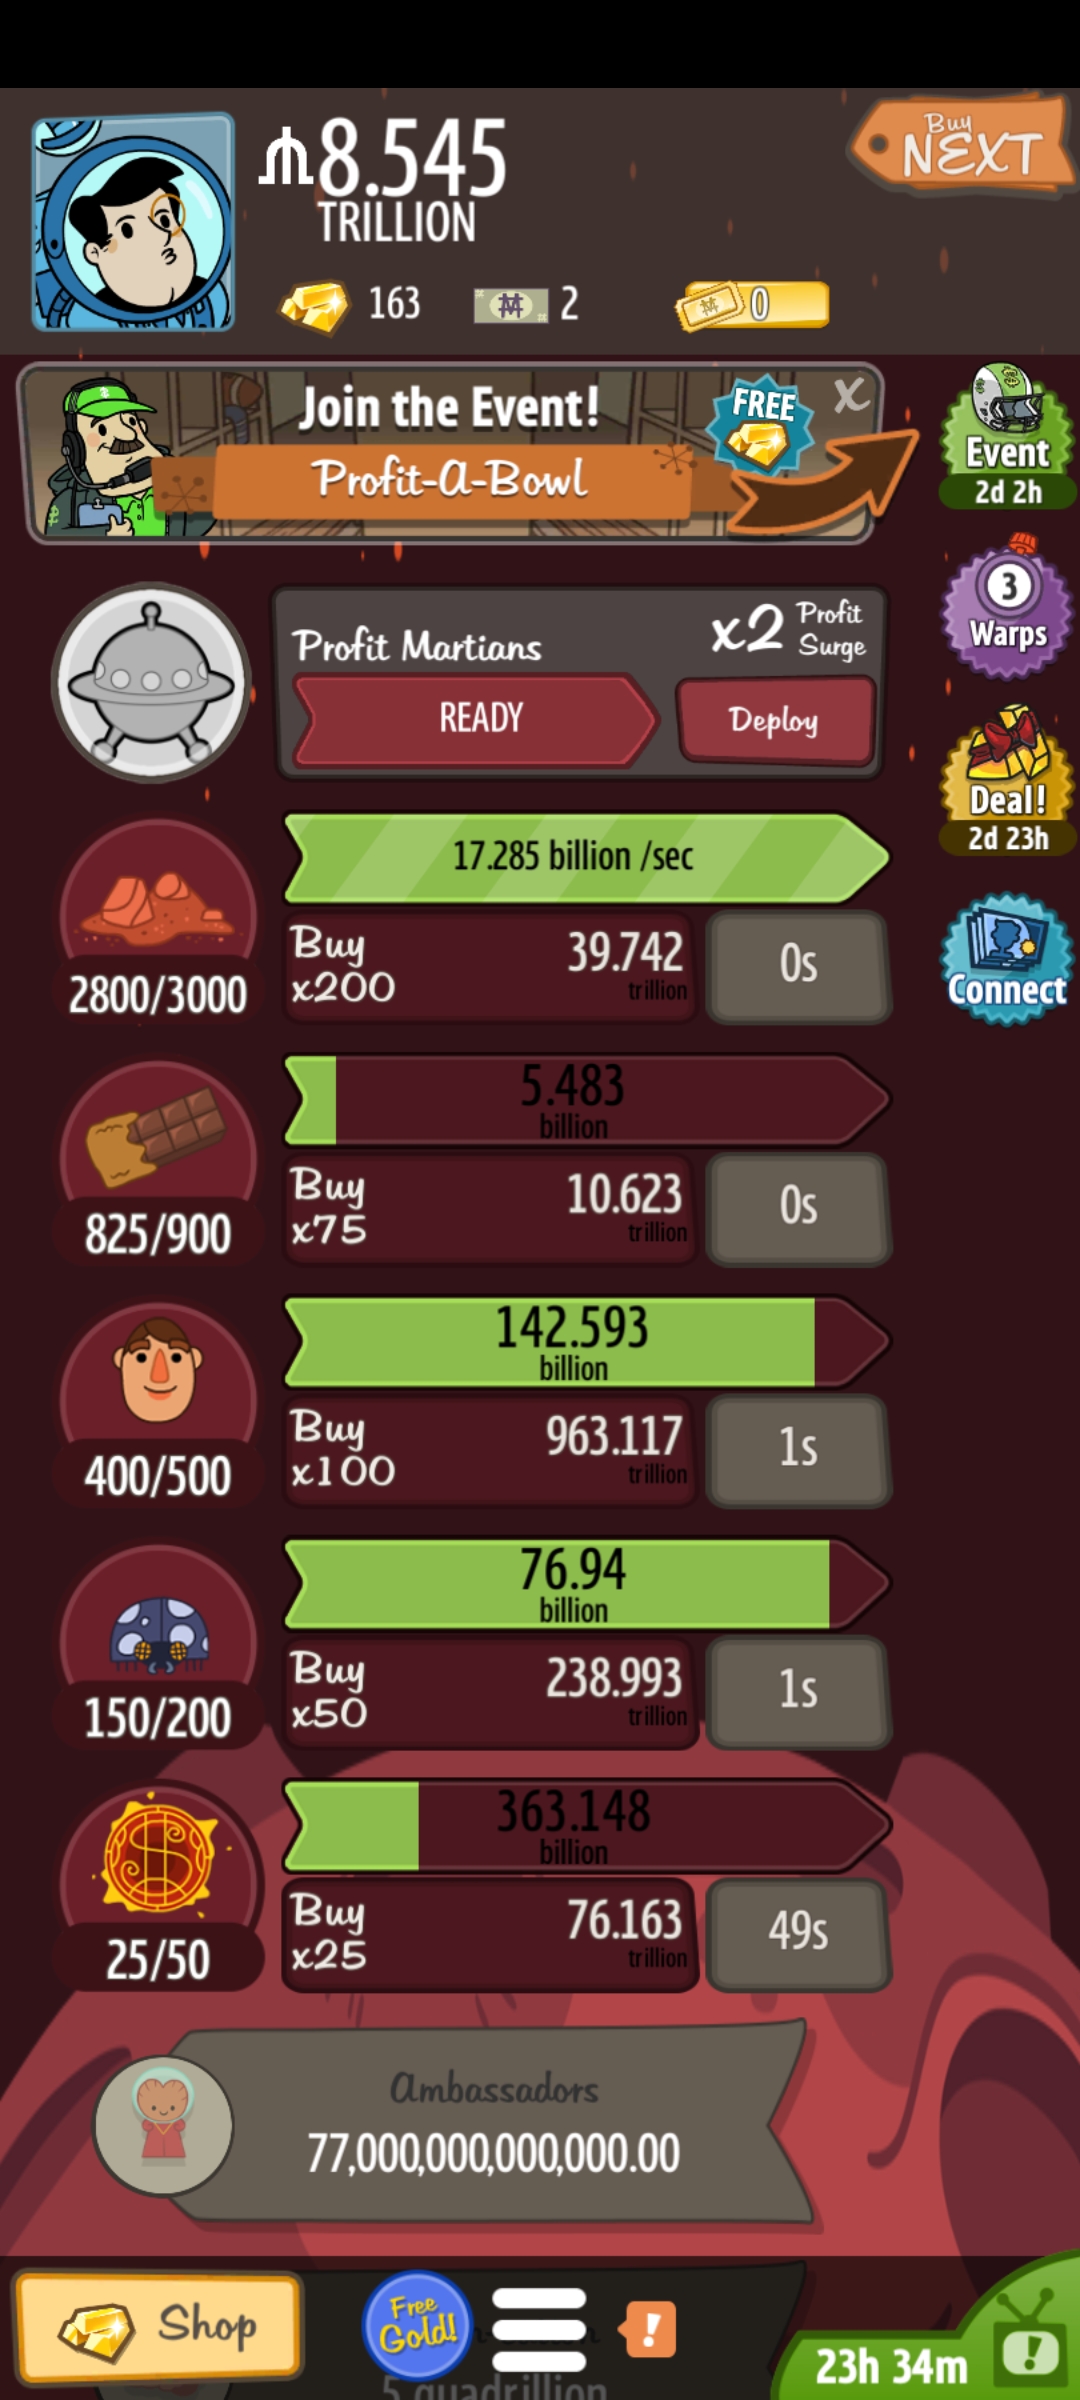 8.545
TRILLION
Buy
NEXT
163
2
0
Join the Event!
Profit-A-Bowl
FREE
X
Event
2d 2h
3
Warps
Profit Martians
x2 Profit Surge
READY
Deploy
Deal!
2d 23h
17.285 billion /sec
2800/3000
Buy
x200
39.742
trillion
0s
Connect
5.483
billion
825/900
Buy
x75
10.623
trillion
0s
142.593
billion
400/500
Buy
x100
963.117
trillion
1s
76.94
billion
150/200
Buy
x50
238.993
trillion
1s
363.148
billion
25/50
Buy
x25
76.163
trillion
49s
Ambassadors
77,000,000,000,000.00
Shop
Free
Gold!
!
5 quadrillion
23h 34m
!